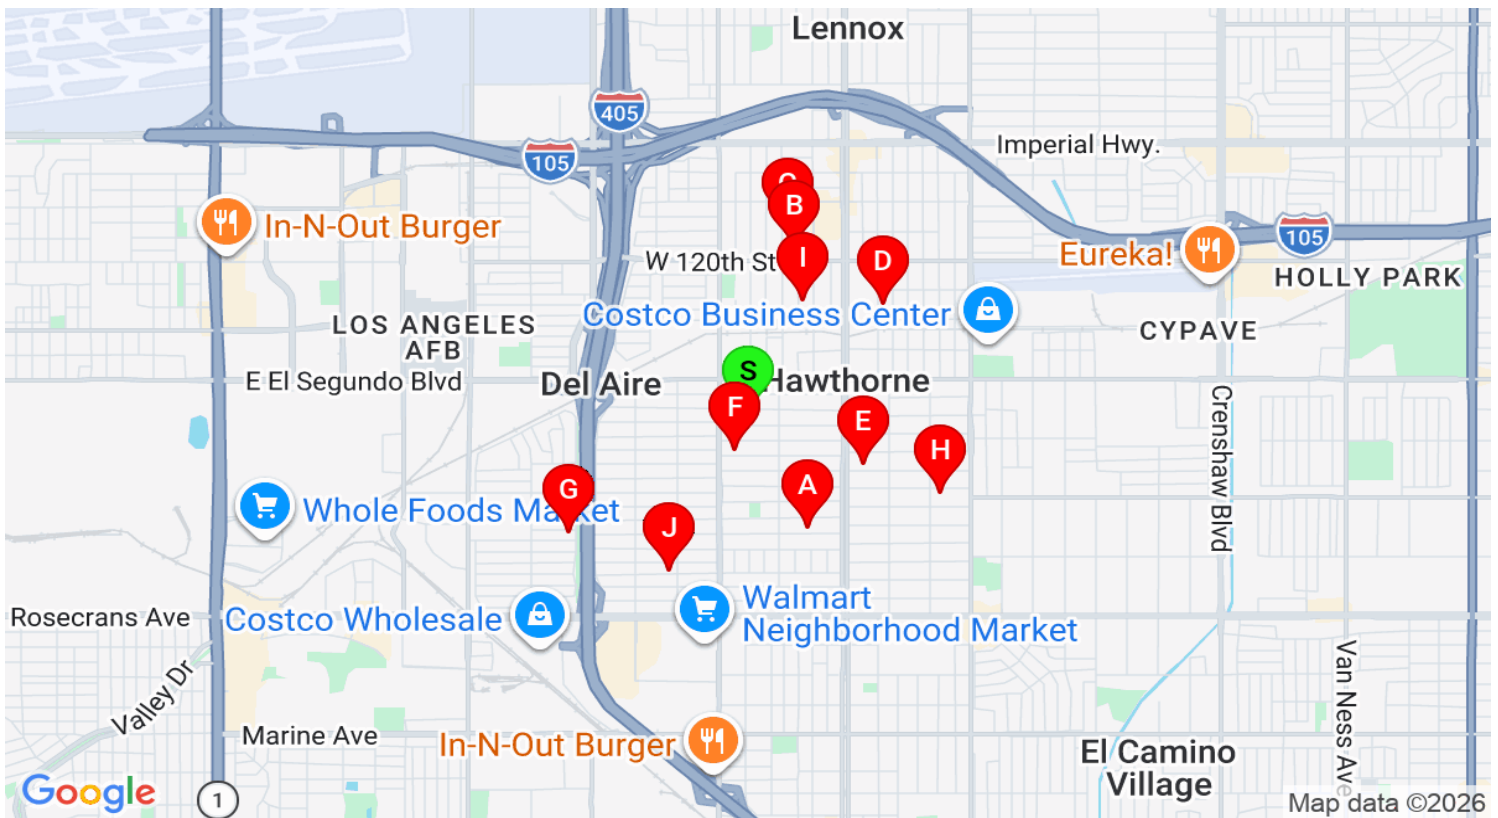 Lennox
405
Imperial Hwy.
105
C
B
In-N-Out Burger
105
Eureka!
W 120th St
I
D
HOLLY PARK
Costco Business Center
LOS ANGELES
AFB
CYPAVE
E El Segundo Blvd
Del Aire
S
Hawthorne
F
E
H
Crenshaw Blvd
A
G
Whole Foods Market
J
Walmart
Neighborhood Market
Rosecrans Ave
Costco Wholesale
Valley Dr
Van Ness Ave
Marine Ave
In-N-Out Burger
El Camino
Village
Google
1
Map data ©2026